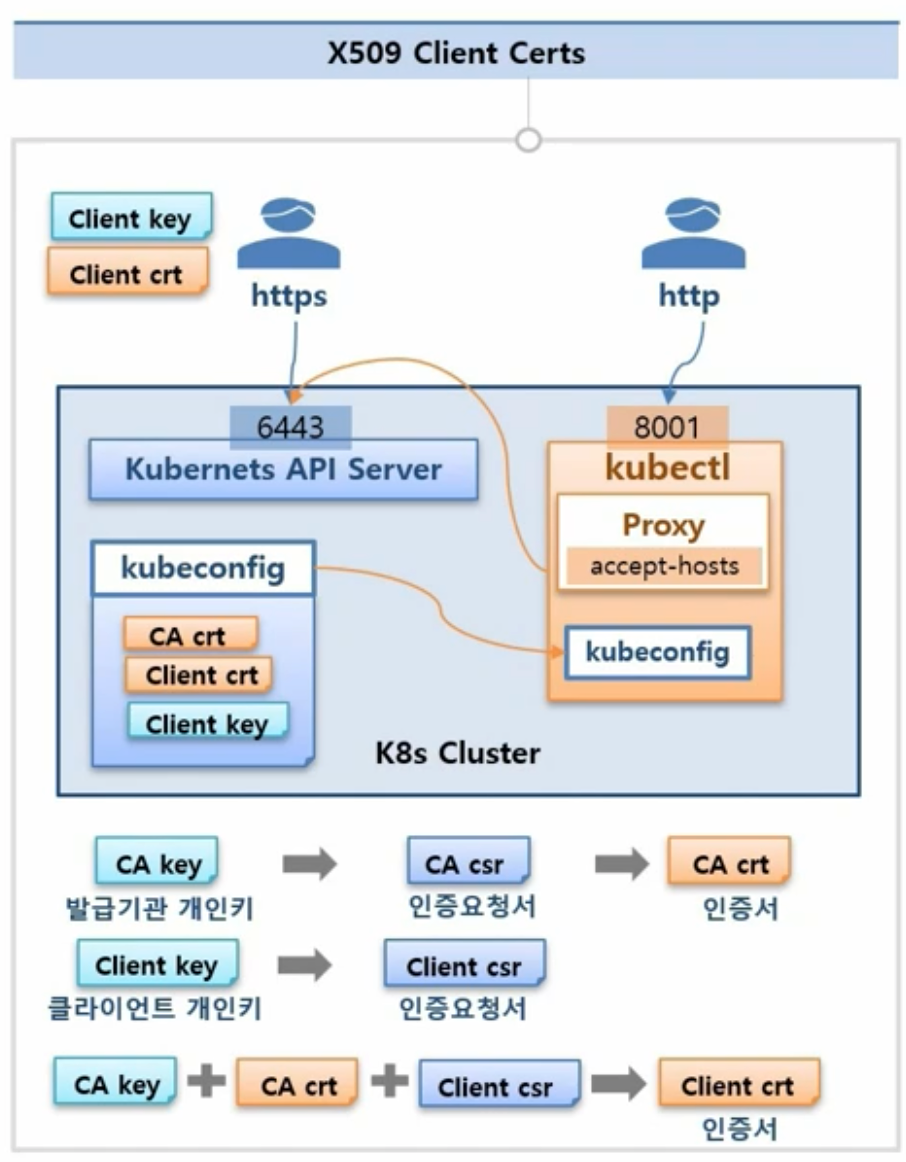 X509 Client Certs
Client key
Client crt
https
http
6443
8001
Kubernets API Server
kubectl
Proxy
accept-hosts
kubeconfig
CA crt
Client crt
Client key
kubeconfig
K8s Cluster
CA key
CA csr
CA crt
발급기관 개인키
인증요청서
인증서
Client key
Client csr
클라이언트 개인키
인증요청서
CA key
CA crt
Client csr
Client crt
인증서